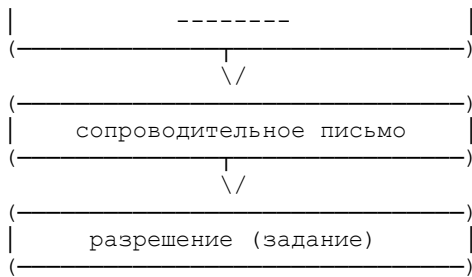 --------
\/
сопроводительное письмо
\/
разрешение (задание)